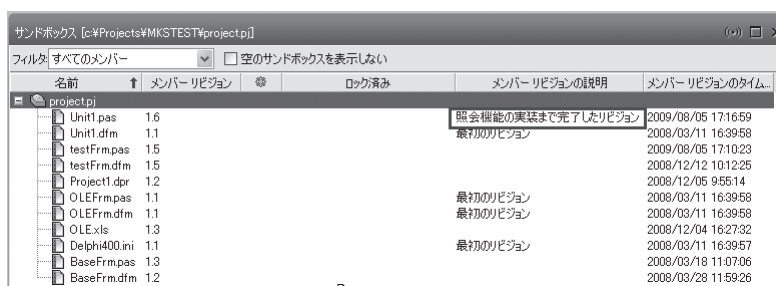 サンドボックス [c:¥Projects¥MKSTEST¥project.pj]
フィルタ: すべてのメンバー 空のサンドボックスを表示しない
名前 メンバー リビジョン ロック済み メンバー リビジョンの説明 メンバー リビジョンのタイム...
project.pj
Unit1.pas 1.6 照会機能の実装まで完了したリビジョン 2009/08/05 17:16:59
Unit1.dfm 1.1 最初のリビジョン 2008/03/11 16:39:58
testFrm.pas 1.5 2009/08/05 17:10:23
testFrm.dfm 1.5 2008/12/12 10:12:25
Project1.dpr 1.2 2008/12/05 9:55:14
OLEFrm.pas 1.1 最初のリビジョン 2008/03/11 16:39:58
OLEFrm.dfm 1.1 最初のリビジョン 2008/03/11 16:39:58
OLE.xls 1.3 2008/12/04 16:27:32
Delphi400.ini 1.1 最初のリビジョン 2008/03/11 16:39:57
BaseFrm.pas 1.3 2008/03/18 11:07:06
BaseFrm.dfm 1.2 2008/03/28 11:59:26